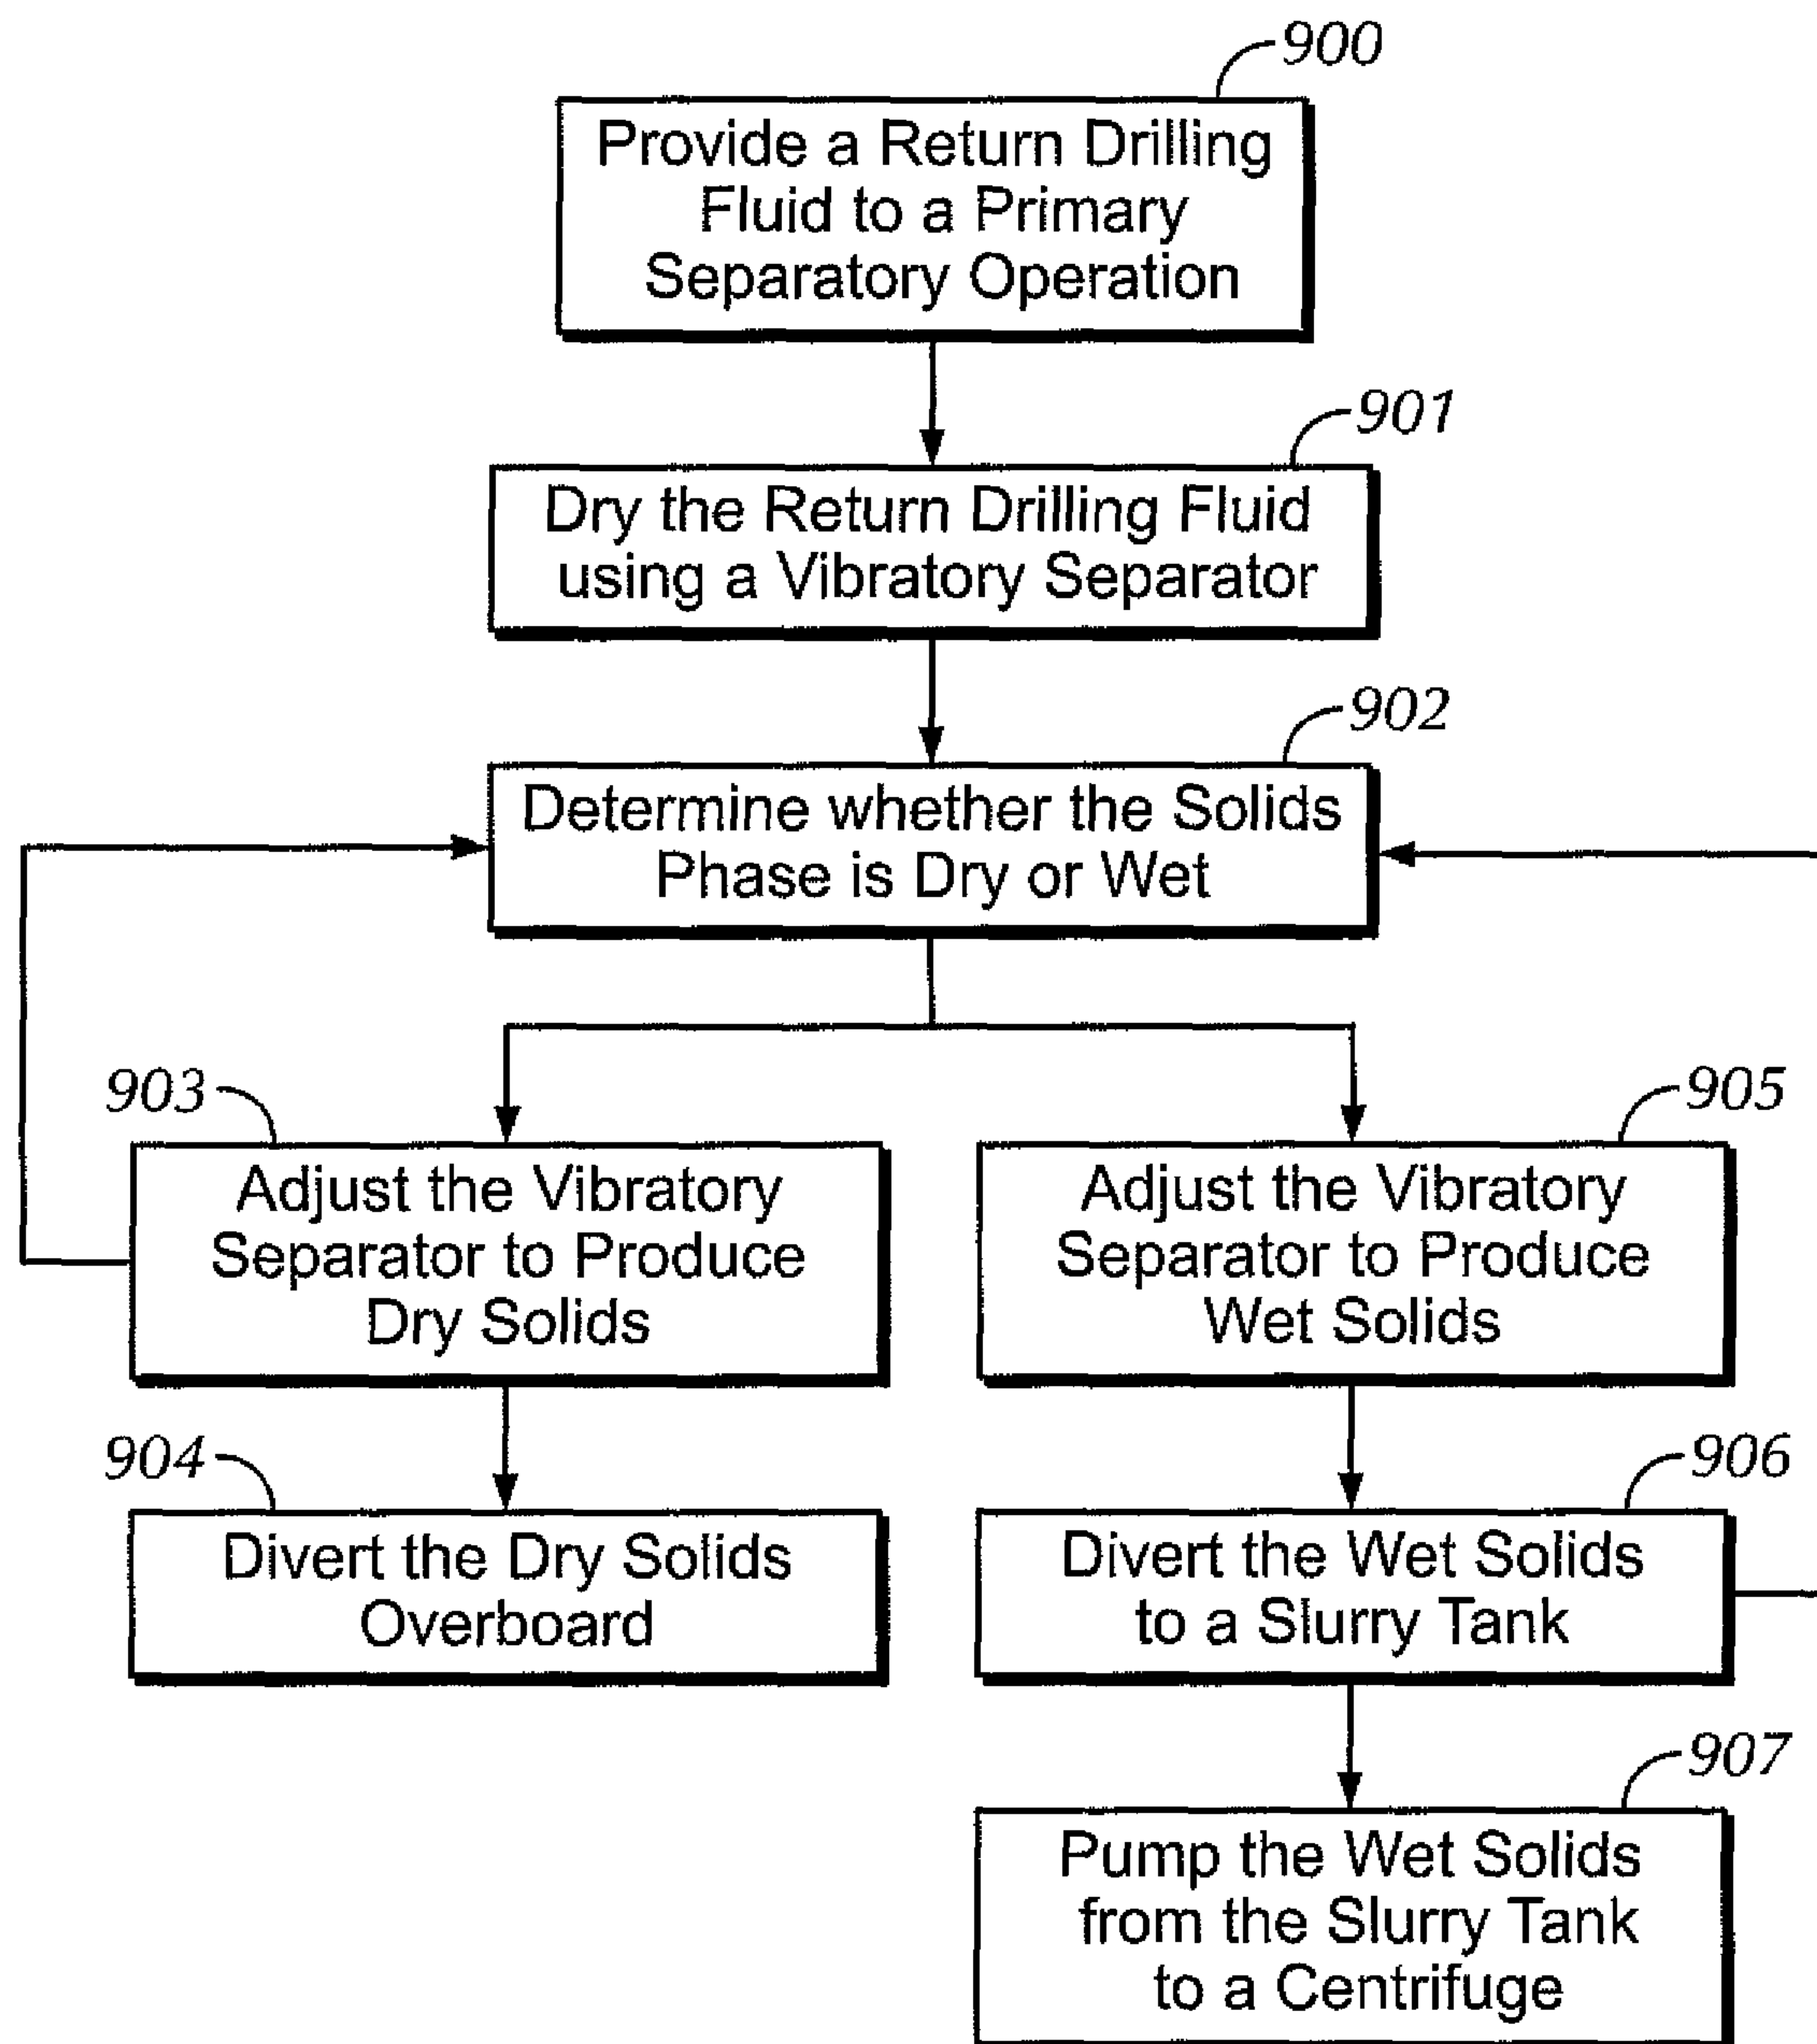 900
Provide a Return Drilling
Fluid to a Primary
Separatory Operation
901
Dry the Return Drilling Fluid
using a Vibratory Separator
902
Determine whether the Solids
Phase is Dry or Wet
903
Adjust the Vibratory
Separator to Produce
Dry Solids
904
Divert the Dry Solids
Overboard
905
Adjust the Vibratory
Separator to Produce
Wet Solids
906
Divert the Wet Solids
to a Slurry Tank
907
Pump the Wet Solids
from the Slurry Tank
to a Centrifuge